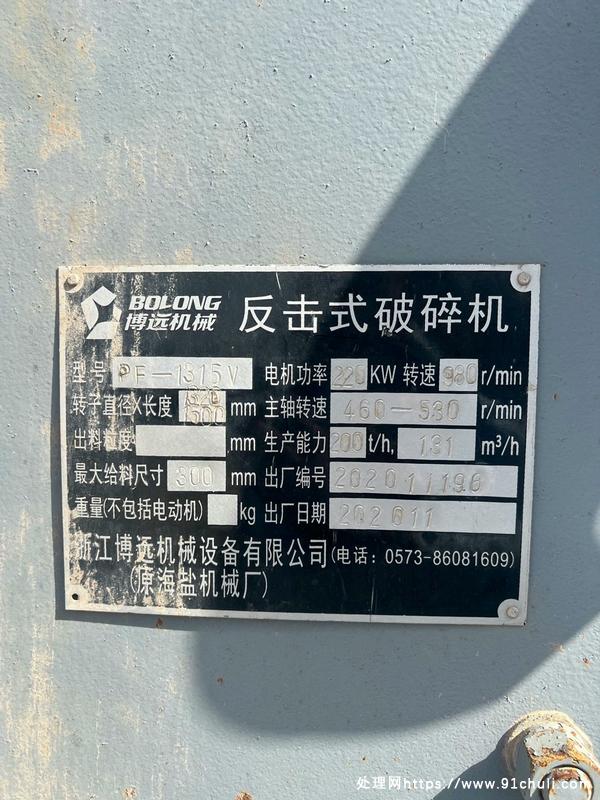 BOLONG
博远机械
反击式破碎机
型号 PF-1315V 电机功率 220 KW 转速 980 r/min
转子直径X长度 1320 1500 mm 主轴转速 460-530 r/min
出料粒度 mm 生产能力 200 t/h, 131 m³/h
最大给料尺寸 300 mm 出厂编号 202011196
重量(不包括电动机) kg 出厂日期 202011
浙江博远机械设备有限公司(电话:0573-86081609)
(原海盐机械厂)
处理网https://www.91chuli.com